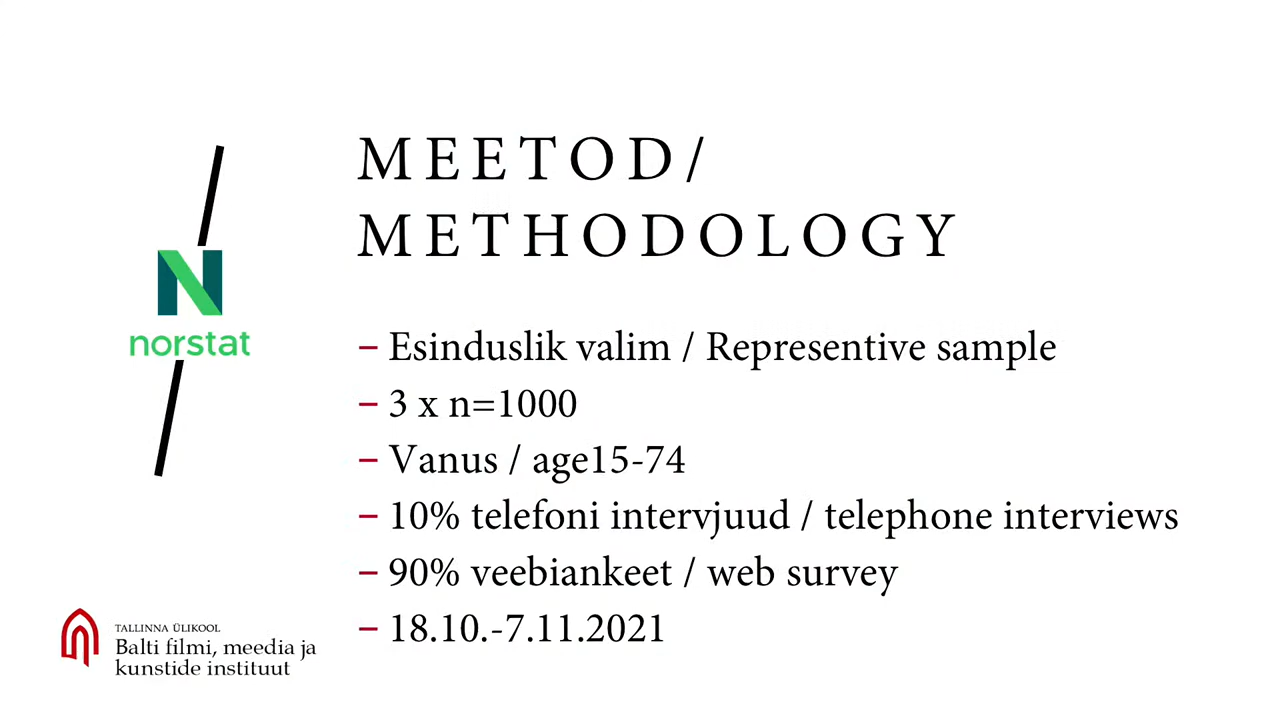 MEETOD/
METHODOLOGY
norstat
– Esinduslik valim / Representive sample
– 3 x n=1000
– Vanus / age15-74
– 10% telefoni intervjuud / telephone interviews
– 90% veebiankeet / web survey
– 18.10.-7.11.2021
TALLINNA ÜLIKOOL
Balti filmi, meedia ja
kunstide instituut